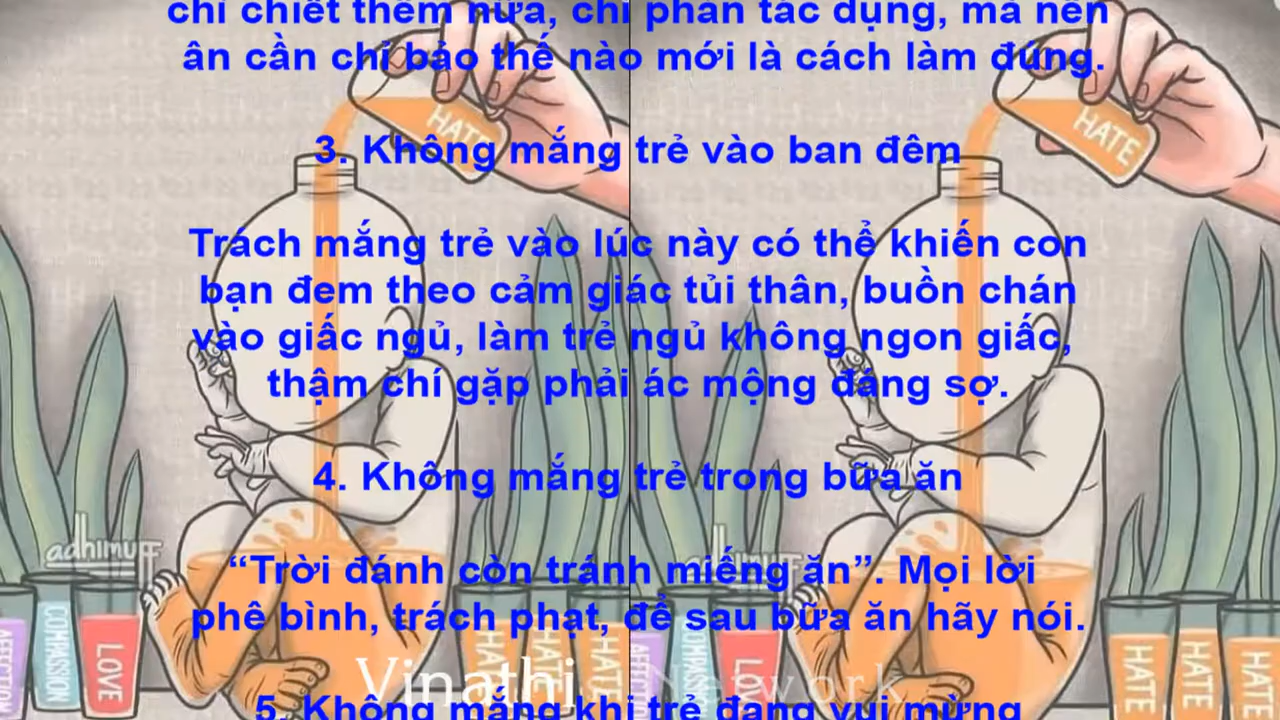 chì chiết thêm nữa, chỉ phản tác dụng, mà nên
ân cần chỉ bảo thế nào mới là cách làm đúng.
HATE
HATE
3. Không mắng trẻ vào ban đêm
Trách mắng trẻ vào lúc này có thể khiến con
bạn đem theo cảm giác tủi thân, buồn chán
vào giấc ngủ, làm trẻ ngủ không ngon giấc,
thậm chí gặp phải ác mộng đáng sợ.
4. Không mắng trẻ trong bữa ăn
adhimuff
adhimuff
“Trời đánh còn tránh miếng ăn”. Mọi lời
phê bình, trách phạt, để sau bữa ăn hãy nói.
COMPASSION
LOVE
HATE
HATE
HATE
HATE
HATE
HATE
Vinathi Network
5. Không mắng khi trẻ đang vui mừng